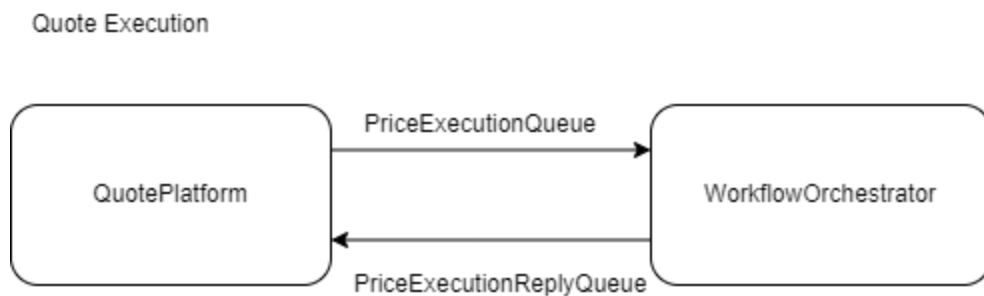 Quote Execution
PriceExecutionQueue
QuotePlatform
WorkflowOrchestrator
PriceExecutionReplyQueue